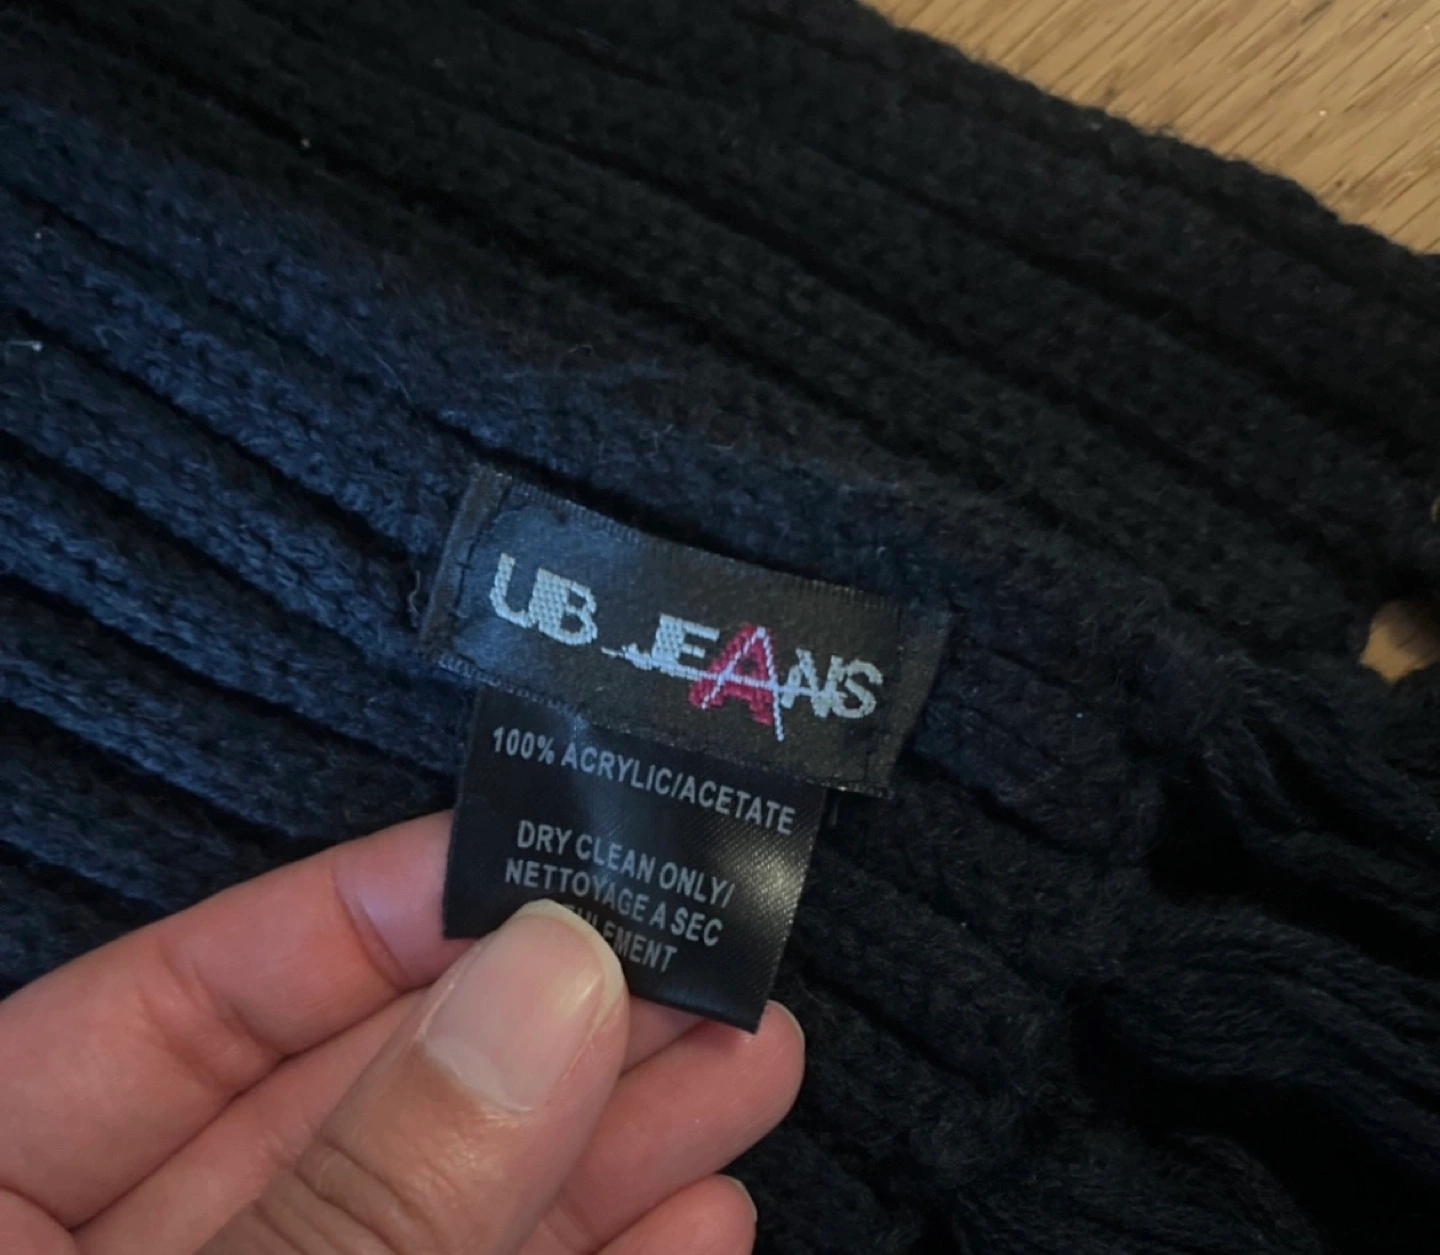 UB JEANS
100% ACRYLIC/ACETATE
DRY CLEAN ONLY/
NETTOYAGE A SEC